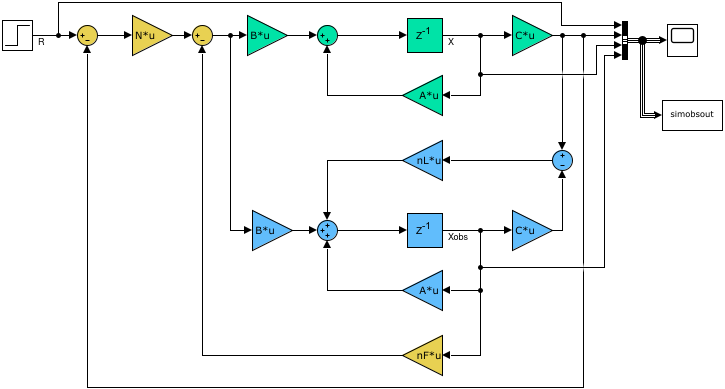 R
N*u
B*u
Z-1
X
C*u
A*u
simobsout
nL*u
B*u
Z-1
Xobs
C*u
A*u
nF*u